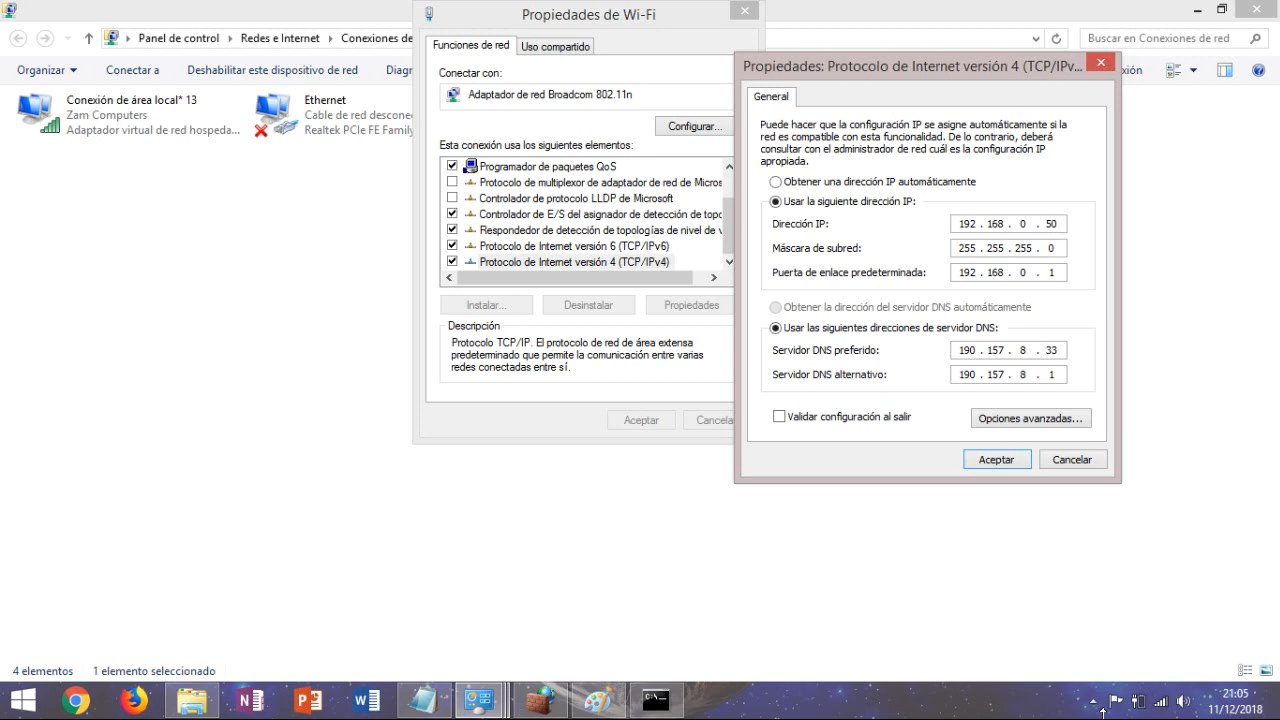 Propiedades de Wi-Fi
Panel de control
Redes e Internet
Conexiones de
Buscar en Conexiones de red
Organizar
Conectar a
Deshabilitar este dispositivo de red
Diagn
xión
Conexión de área local* 13
Zam Computers
Adaptador virtual de red hospeda...
Ethernet
Cable de red descone
Realtek PCIe FE Family
Funciones de red
Uso compartido
Conectar con:
Adaptador de red Broadcom 802.11n
Configurar...
Esta conexión usa los siguientes elementos:
Programador de paquetes QoS
Protocolo de multiplexor de adaptador de red de Micros
Controlador de protocolo LLDP de Microsoft
Controlador de E/S del asignador de detección de topo
Respondedor de detección de topologías de nivel de v
Protocolo de Internet versión 6 (TCP/IPv6)
Protocolo de Internet versión 4 (TCP/IPv4)
Instalar...
Desinstalar
Propiedades
Descripción
Protocolo TCP/IP. El protocolo de red de área extensa
predeterminado que permite la comunicación entre varias
redes conectadas entre sí.
Aceptar
Cancela
Propiedades: Protocolo de Internet versión 4 (TCP/IPv...
General
Puede hacer que la configuración IP se asigne automáticamente si la
red es compatible con esta funcionalidad. De lo contrario, deberá
consultar con el administrador de red cuál es la configuración IP
apropiada.
Obtener una dirección IP automáticamente
Usar la siguiente dirección IP:
Dirección IP: 192 . 168 . 0 . 50
Máscara de subred: 255 . 255 . 255 . 0
Puerta de enlace predeterminada: 192 . 168 . 0 . 1
Obtener la dirección del servidor DNS automáticamente
Usar las siguientes direcciones de servidor DNS:
Servidor DNS preferido: 190 . 157 . 8 . 33
Servidor DNS alternativo: 190 . 157 . 8 . 1
Validar configuración al salir
Opciones avanzadas...
Aceptar
Cancelar
4 elementos
1 elemento seleccionado
21:05
11/12/2018